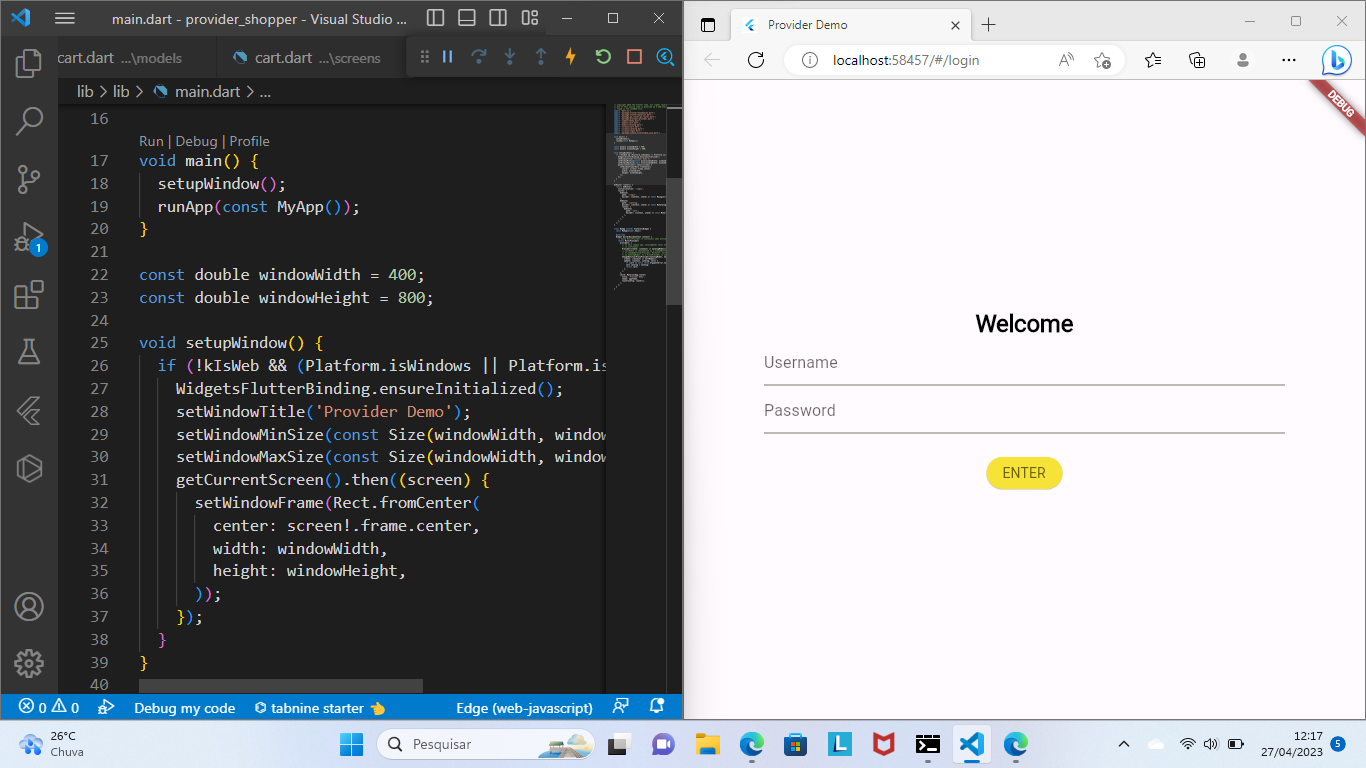 main.dart - provider_shopper - Visual Studio ...
cart.dart ...\models
cart.dart ...\screens
lib > lib > main.dart > ...
16
Run | Debug | Profile
17 void main() {
18 setupWindow();
19 runApp(const MyApp());
20 }
21
22 const double windowWidth = 400;
23 const double windowHeight = 800;
24
25 void setupWindow() {
26 if (!kIsWeb && (Platform.isWindows || Platform.is
27 WidgetsFlutterBinding.ensureInitialized();
28 setWindowTitle('Provider Demo');
29 setWindowMinSize(const Size(windowWidth, window
30 setWindowMaxSize(const Size(windowWidth, window
31 getCurrentScreen().then((screen) {
32 setWindowFrame(Rect.fromCenter(
33 center: screen!.frame.center,
34 width: windowWidth,
35 height: windowHeight,
36 ));
37 });
38 }
39 }
40
1
0 0 Debug my code tabnine starter Edge (web-javascript)
Provider Demo
localhost:58457/#/login
DEBUG
Welcome
Username
Password
ENTER
26°C
Chuva
Pesquisar
12:17
27/04/2023
5